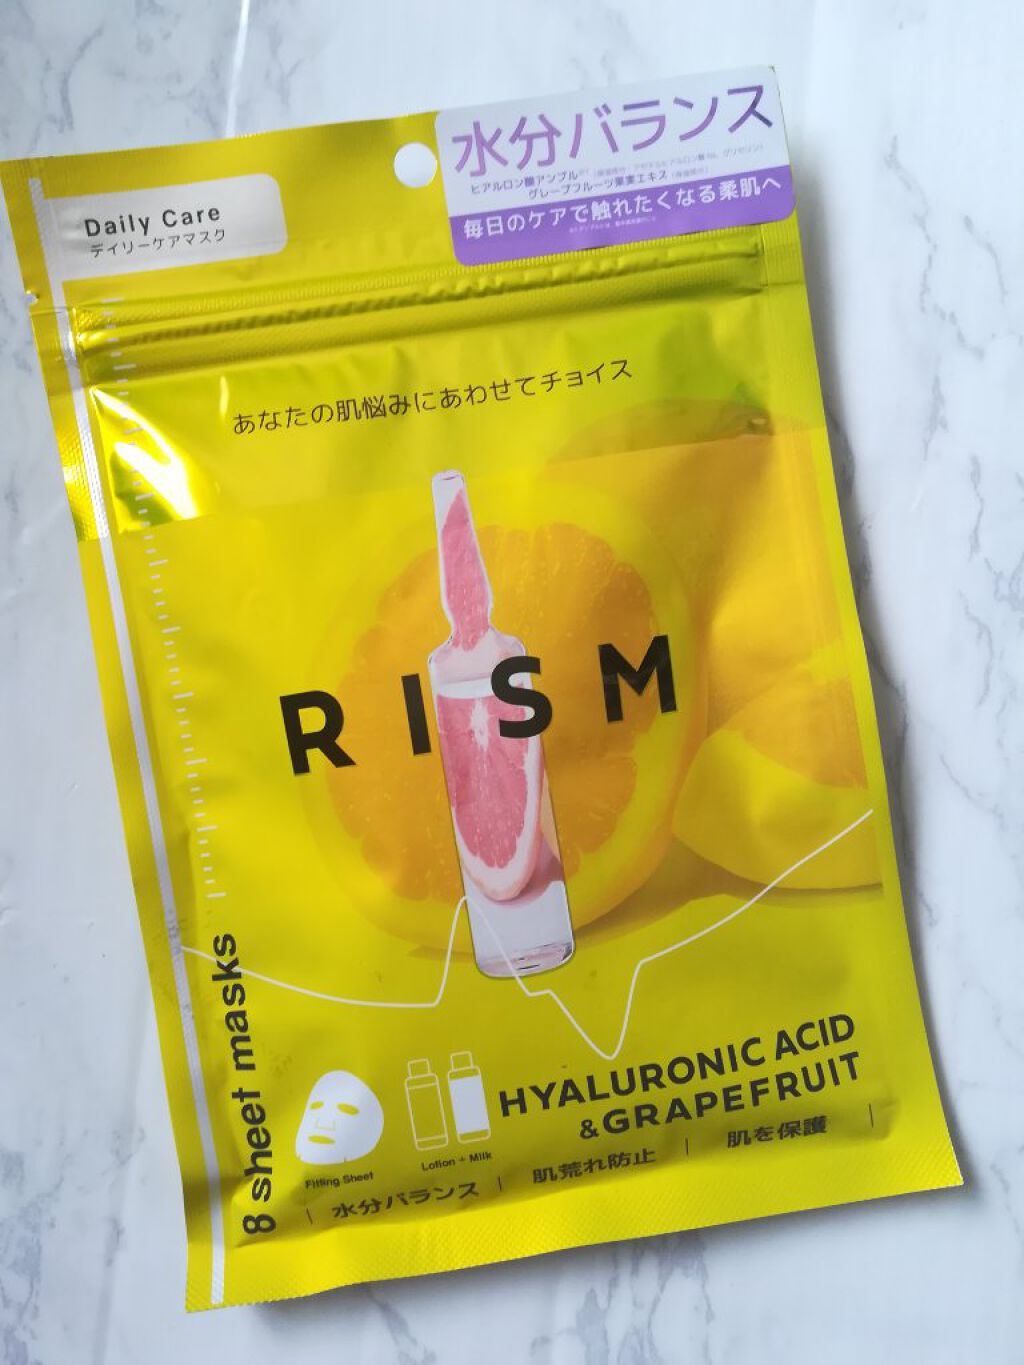 水分バランス
ヒアルロン酸アンプル
グレープフルーツ果実エキス
毎日のケアで触れたくなる柔肌へ
Daily Care
デイリーケアマスク
あなたの肌悩みにあわせてチョイス
RISM
8 sheet masks
HYALURONIC ACID
&GRAPEFRUIT
Fitting Sheet
Lotion + Milk
水分バランス
肌荒れ防止
肌を保護